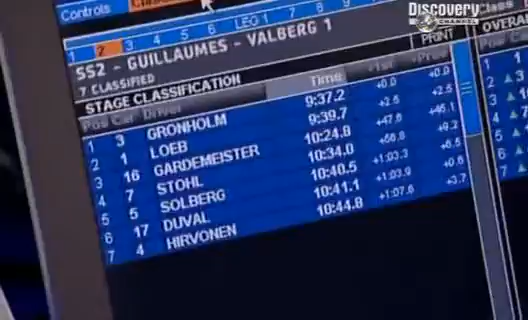 Discovery
CHANNEL
Controls
1 2 3 4 5 6 LEG 1 7 8 9
SS2 - GUILLAUMES - VALBERG 1
7 CLASSIFIED
PRINT
STAGE CLASSIFICATION
Pos Car Driver Time
1 3 GRONHOLM 9:37.2 +0.0 +0.0
2 1 LOEB 9:39.7 +2.5 +2.5
3 16 GARDEMEISTER 10:24.8 +47.6 +45.1
4 7 STOHL 10:34.0 +56.8 +9.2
5 5 SOLBERG 10:40.5 +1:03.3 +6.5
6 17 DUVAL 10:41.1 +1:03.9 +0.6
7 4 HIRVONEN 10:44.8 +1:07.6 +3.7